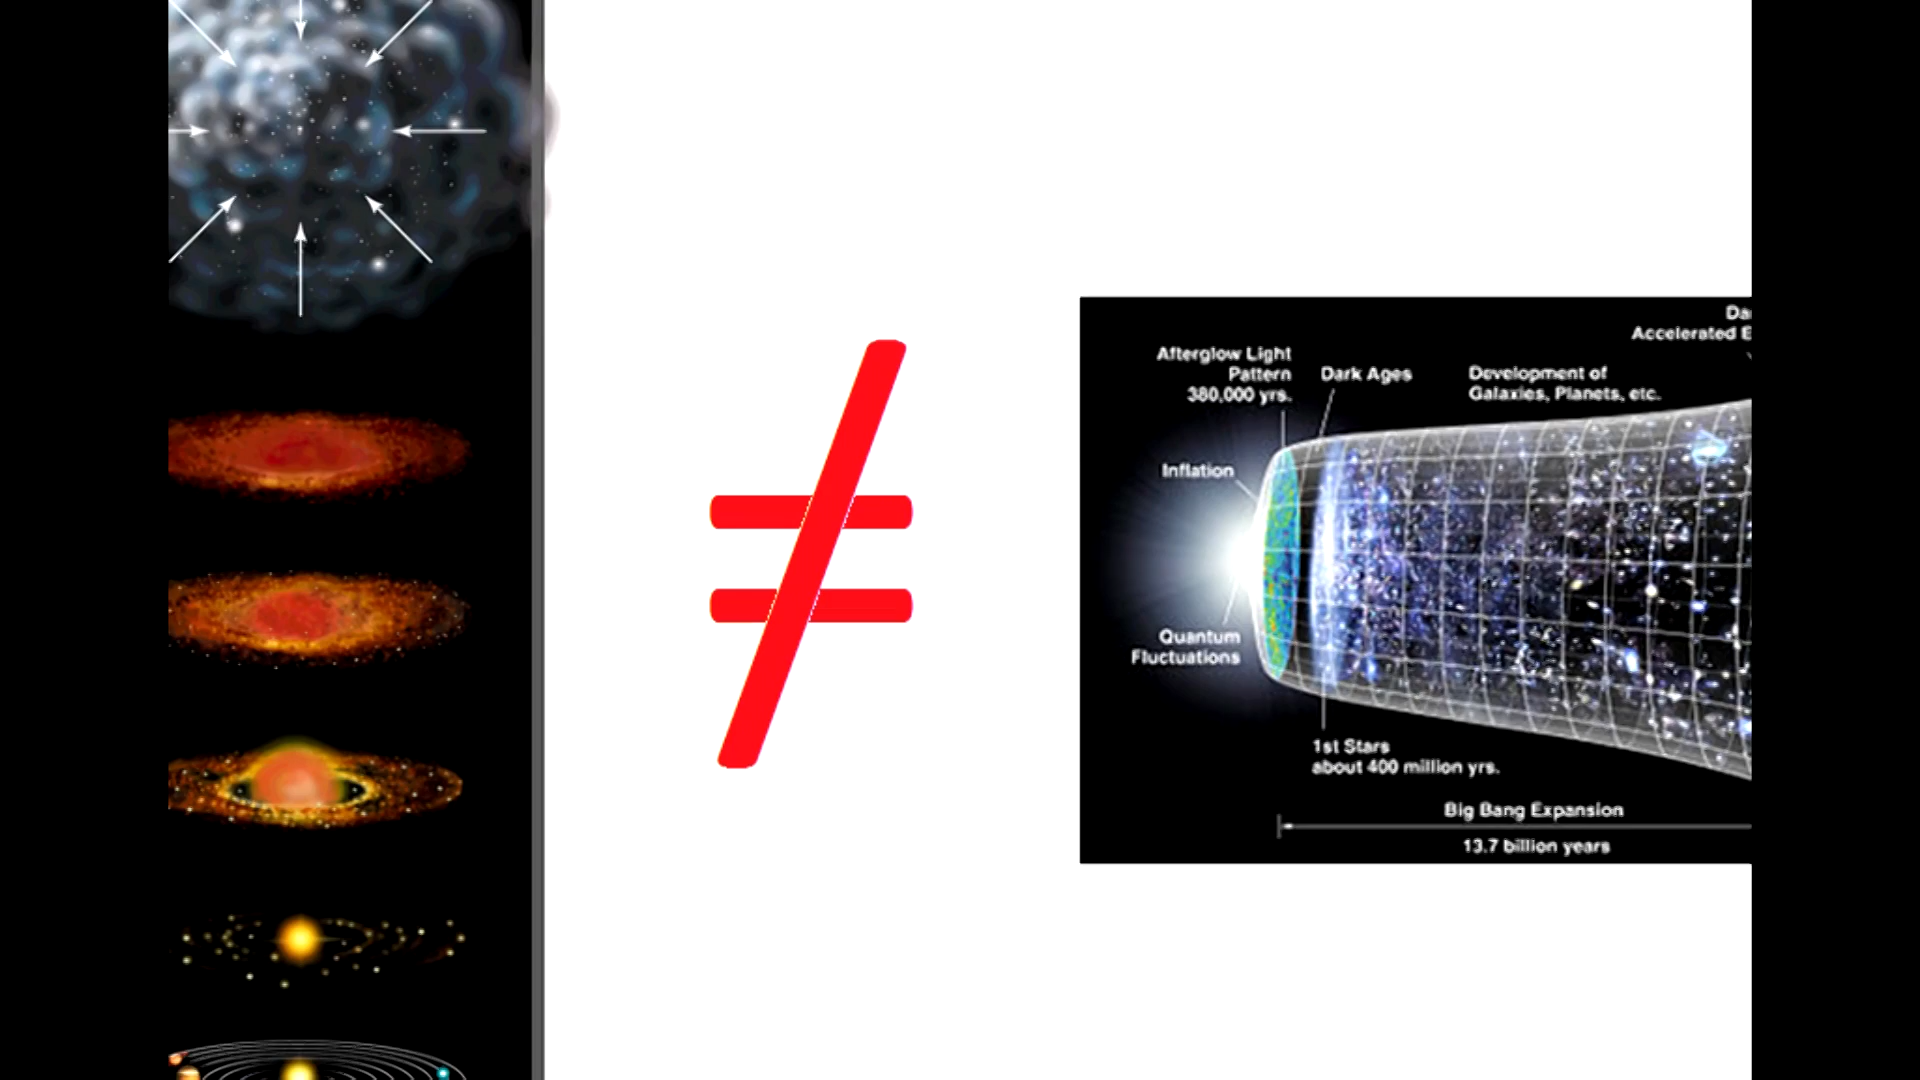 Da
Accelerated E
Afterglow Light
Pattern
380,000 yrs.
Dark Ages
Development of
Galaxies, Planets, etc.
Inflation
Quantum
Fluctuations
1st Stars
about 400 million yrs.
Big Bang Expansion
13.7 billion years